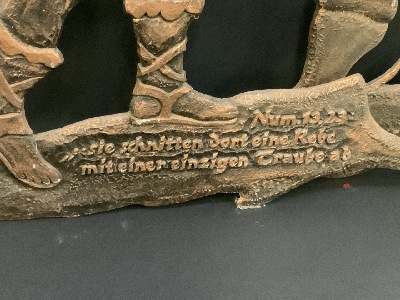 Num.13.23:
„..sie schnitten dort eine Rebe
mit einer einzigen Traube ab